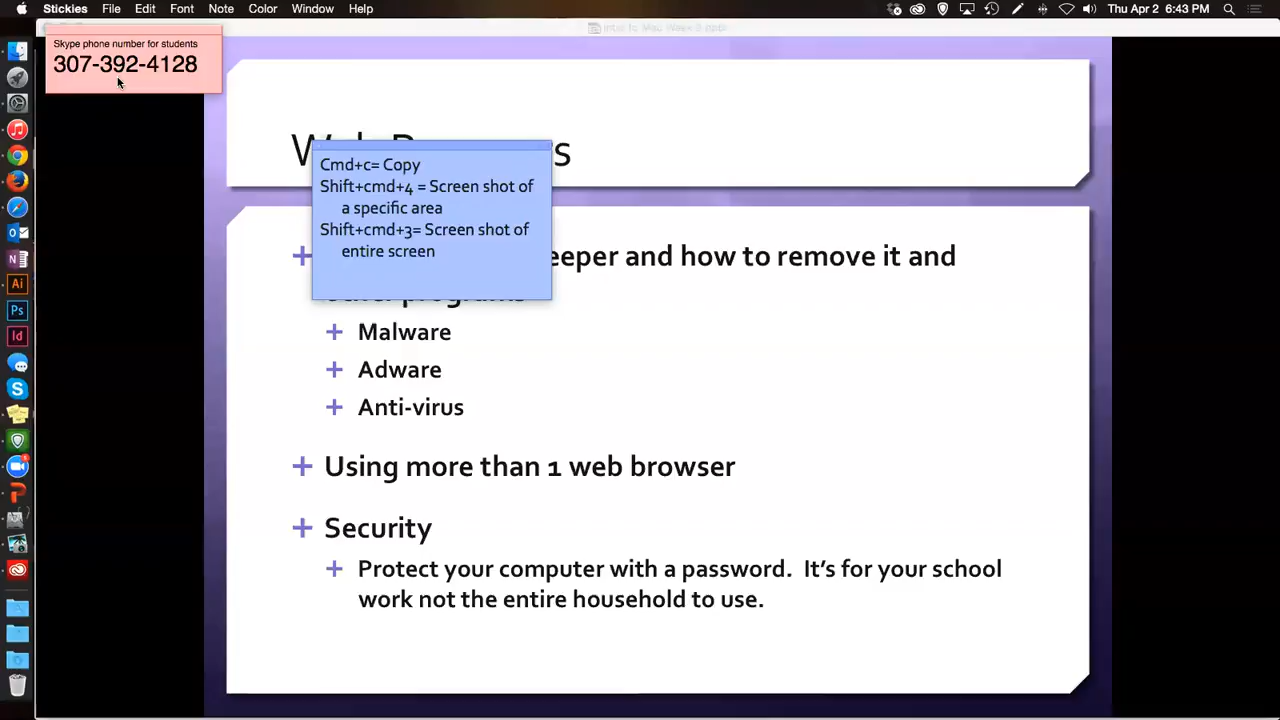 Stickies File Edit Font Note Color Window Help
Thu Apr 2 6:43 PM
Skype phone number for students
307-392-4128
Cmd+c= Copy
Shift+cmd+4 = Screen shot of
a specific area
Shift+cmd+3= Screen shot of
entire screen
eeper and how to remove it and
Malware
Adware
Anti-virus
Using more than 1 web browser
Security
Protect your computer with a password. It's for your school
work not the entire household to use.
Ai
Ps
Id